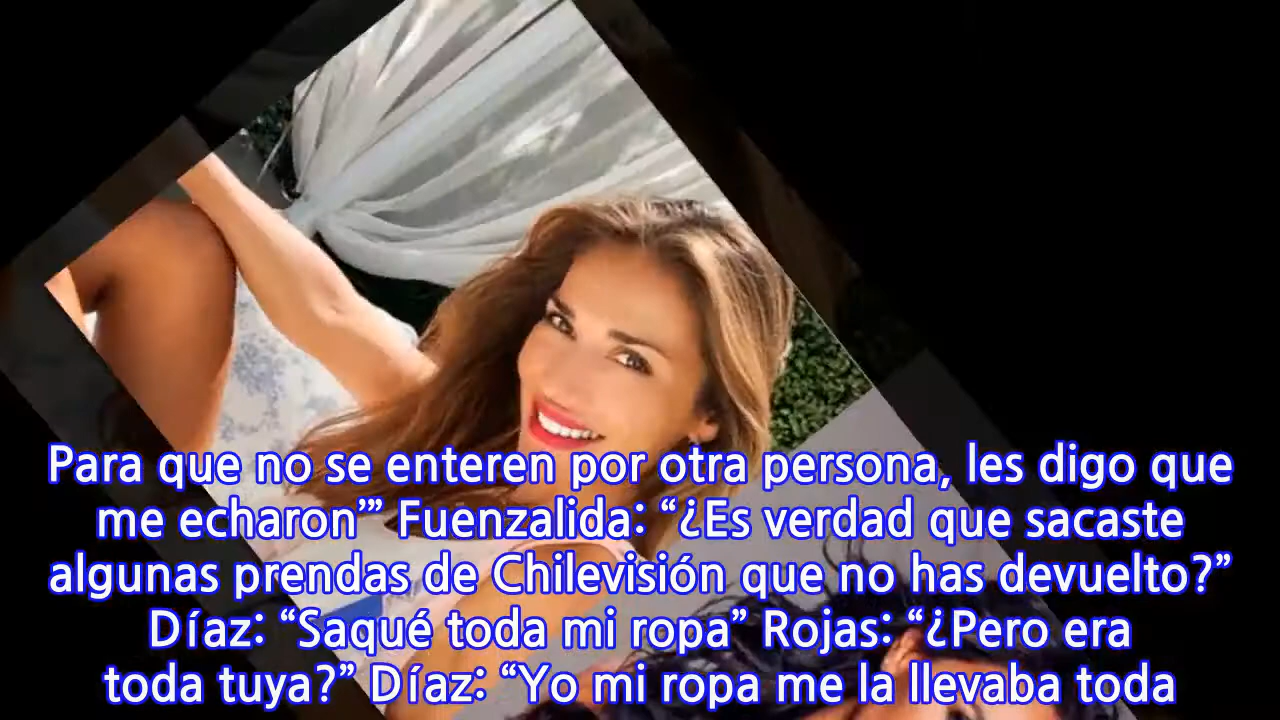 Para que no se enteren por otra persona, les digo que
me echaron’” Fuenzalida: “¿Es verdad que sacaste
algunas prendas de Chilevisión que no has devuelto?”
Díaz: “Saqué toda mi ropa” Rojas: “¿Pero era
toda tuya?” Díaz: “Yo mi ropa me la llevaba toda